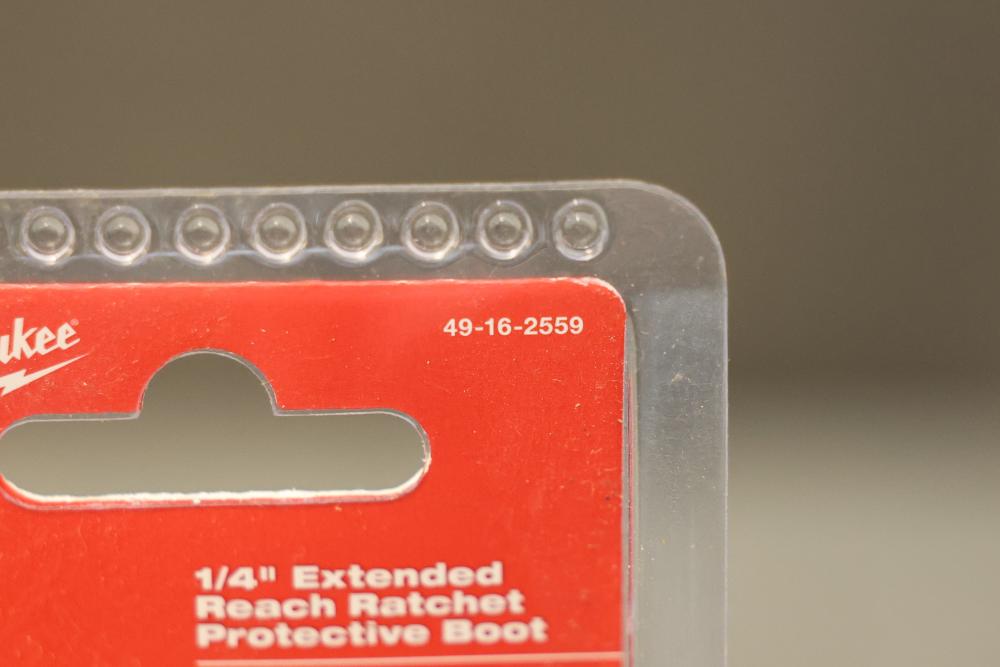 ukee®
49-16-2559
1/4" Extended
Reach Ratchet
Protective Boot